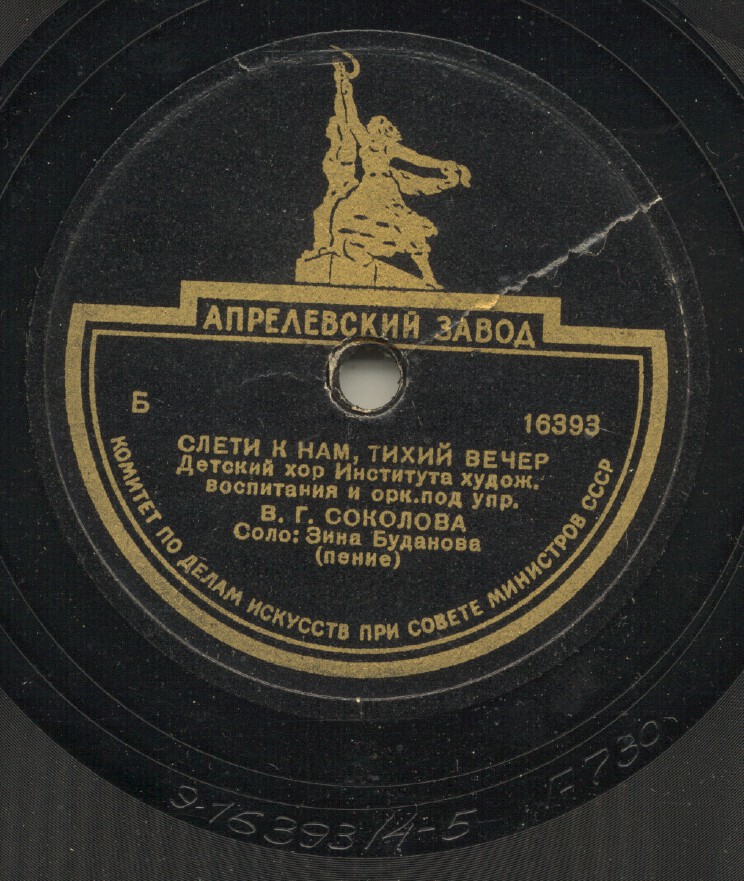 АПРЕЛЕВСКИЙ ЗАВОД
Б
16393
СЛЕТИ К НАМ, ТИХИЙ ВЕЧЕР
Детский хор Института худож.
воспитания и орк.под упр.
В. Г. СОКОЛОВА
Соло: Зина Буданова
(пение)
КОМИТЕТ ПО ДЕЛАМ ИСКУССТВ ПРИ СОВЕТЕ МИНИСТРОВ СССР
9-16393/4-5
730